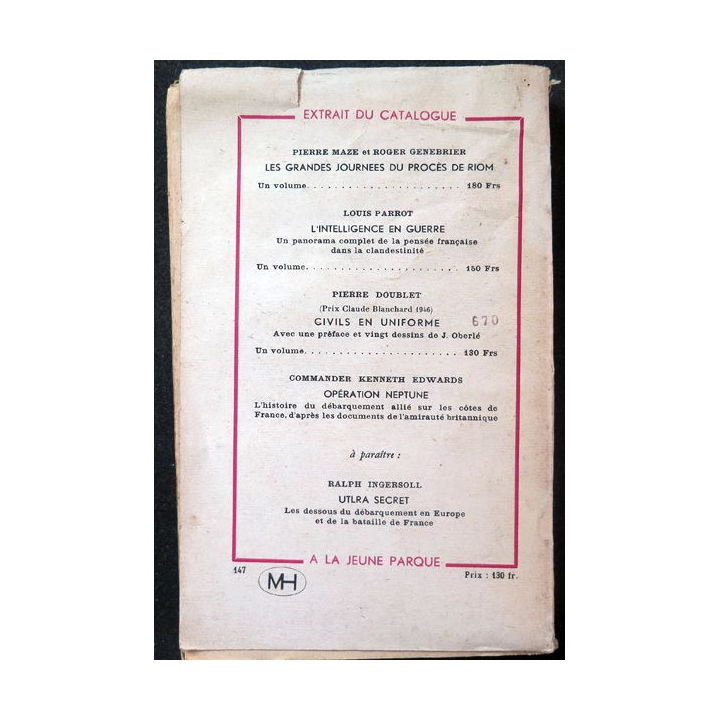 EXTRAIT DU CATALOGUE
PIERRE MAZE et ROGER GENEBRIER
LES GRANDES JOURNEES DU PROCÈS DE RIOM
Un volume. . . . . . . . . . . . . . . . . . . . . . . 180 Frs
LOUIS PARROT
L'INTELLIGENCE EN GUERRE
Un panorama complet de la pensée française
dans la clandestinité
Un volume. . . . . . . . . . . . . . . . . . . . . . . 150 Frs
PIERRE DOUBLET
(Prix Claude Blanchard 1946)
CIVILS EN UNIFORME 670
Avec une préface et vingt dessins de J. Oberlé
Un volume. . . . . . . . . . . . . . . . . . . . . . . 130 Frs
COMMANDER KENNETH EDWARDS
OPÉRATION NEPTUNE
L'histoire du débarquement allié sur les côtes de
France, d'après les documents de l'amirauté britannique
à paraître :
RALPH INGERSOLL
UTLRA SECRET
Les dessous du débarquement en Europe
et de la bataille de France
A LA JEUNE PARQUE
147
MH
Prix : 130 fr.